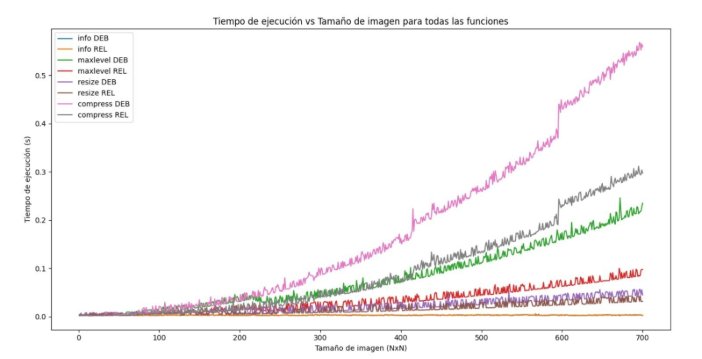 Tiempo de ejecución vs Tamaño de imagen para todas las funciones
info DEB
info REL
maxlevel DEB
maxlevel REL
resize DEB
resize REL
compress DEB
compress REL
Tiempo de ejecución (s)
0.5
0.4
0.3
0.2
0.1
0.0
0 100 200 300 400 500 600 700
Tamaño de imagen (NxN)